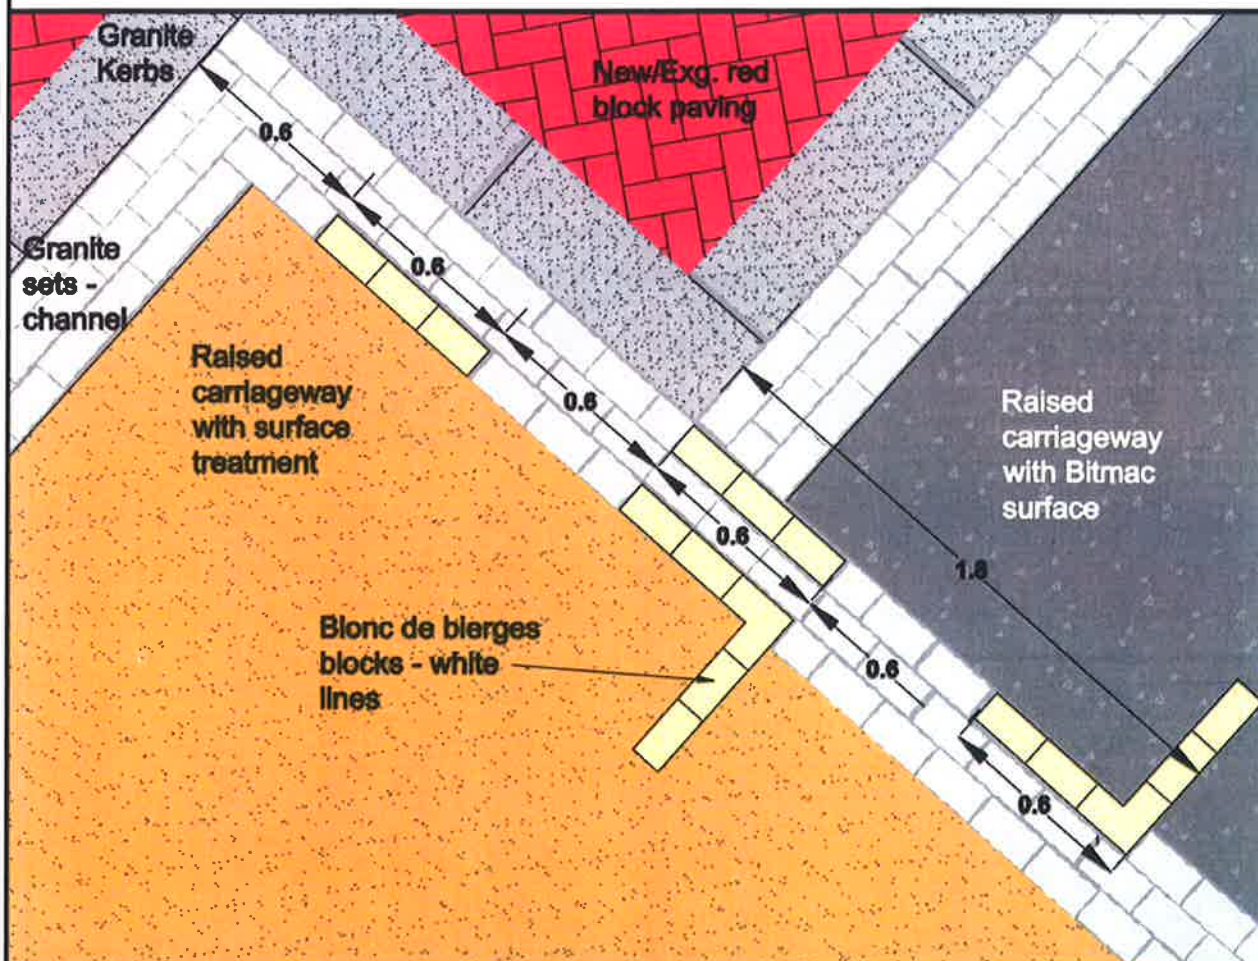 Granite
Kerbs
New/Exg. red
block paving
0.6
Granite
sets -
channel
0.6
Raised
carriageway
with surface
treatment
0.6
Raised
carriageway
with Bitmac
surface
0.6
1.8
Blonc de bierges
blocks - white
lines
0.6
0.6